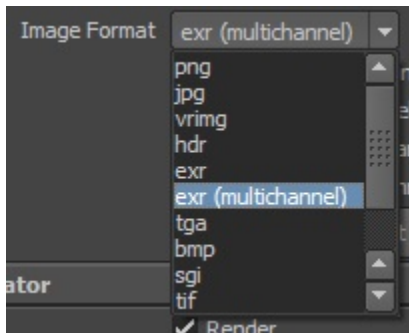 Image Format exr (multichannel)
png
jpg
vrimg
hdr
exr
exr (multichannel)
tga
bmp
sgi
ator
tif
Render